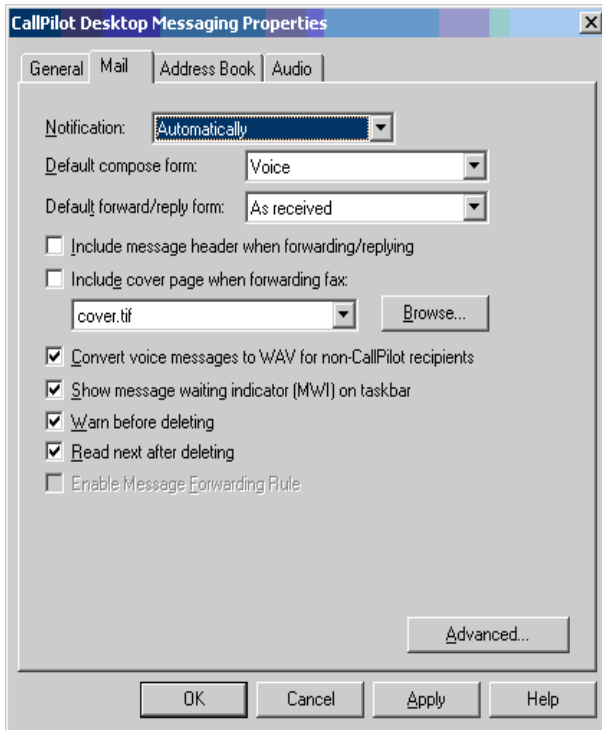 CallPilot Desktop Messaging Properties
General Mail Address Book Audio
Notification: Automatically
Default compose form: Voice
Default forward/reply form: As received
Include message header when forwarding/replying
Include cover page when forwarding fax:
cover.tif Browse...
Convert voice messages to WAV for non-CallPilot recipients
Show message waiting indicator (MWI) on taskbar
Warn before deleting
Read next after deleting
Enable Message Forwarding Rule
Advanced...
OK Cancel Apply Help